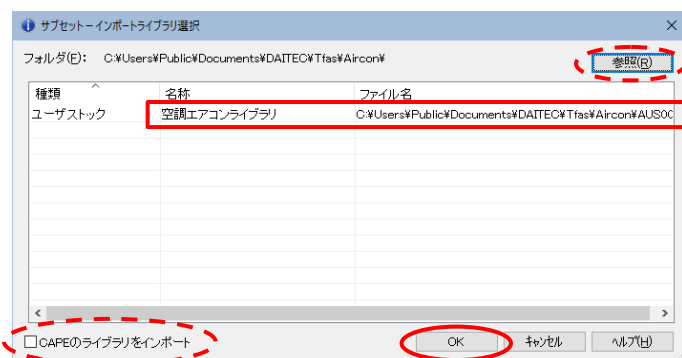 サブセット－インポートライブラリ選択
フォルダ(F)： C:¥Users¥Public¥Documents¥DAITEC¥Tfas¥Aircon¥ 参照(R)
種類 名称 ファイル名
ユーザストック 空調エアコンライブラリ C:¥Users¥Public¥Documents¥DAITEC¥Tfas¥Aircon¥AUS00
CAPEのライブラリをインポート OK キャンセル ヘルプ(H)